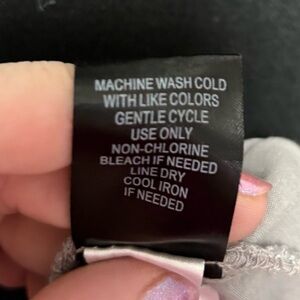 MACHINE WASH COLD
WITH LIKE COLORS
GENTLE CYCLE
USE ONLY
NON-CHLORINE
BLEACH IF NEEDED
LINE DRY
COOL IRON
IF NEEDED